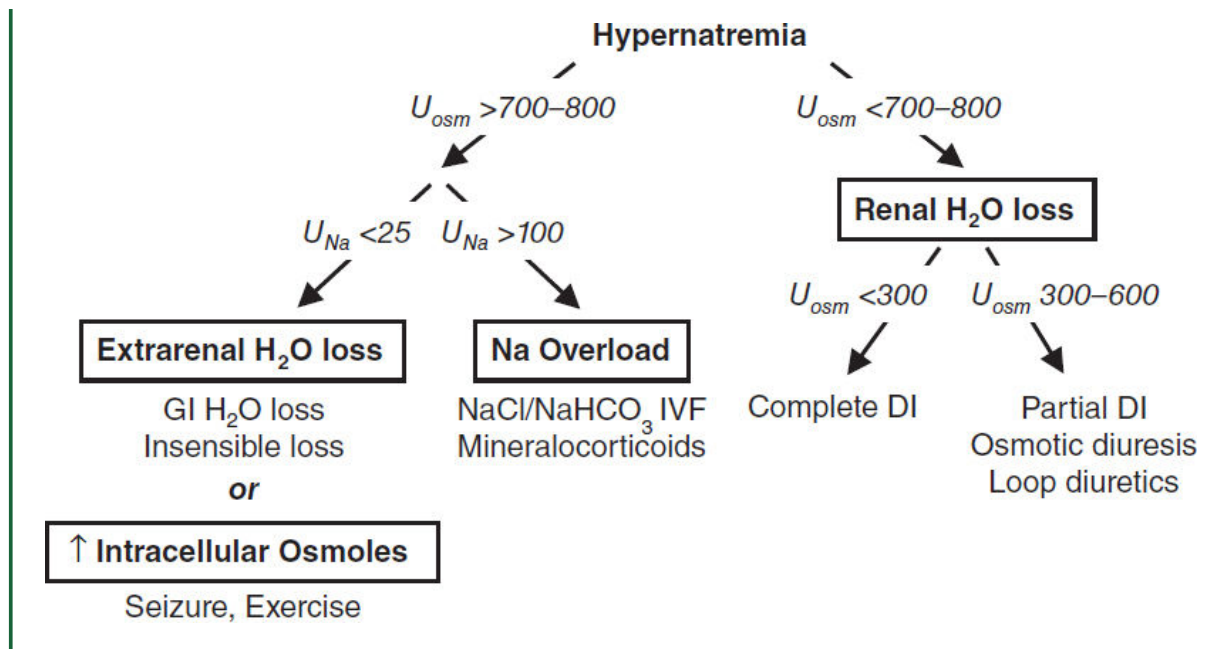 Hypernatremia
Uosm >700–800
Uosm <700–800
UNa <25
UNa >100
Renal H2O loss
Uosm <300
Uosm 300–600
Extrarenal H2O loss
Na Overload
GI H2O loss
Insensible loss
or
NaCl/NaHCO3 IVF
Mineralocorticoids
Complete DI
Partial DI
Osmotic diuresis
Loop diuretics
↑ Intracellular Osmoles
Seizure, Exercise